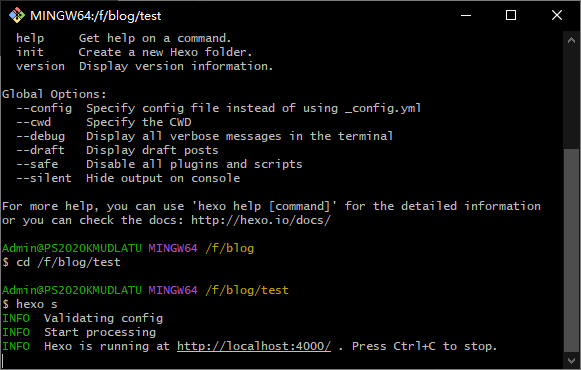 MINGW64:/f/blog/test
help     Get help on a command.
init     Create a new Hexo folder.
version  Display version information.
Global Options:
--config  Specify config file instead of using _config.yml
--cwd     Specify the CWD
--debug   Display all verbose messages in the terminal
--draft   Display draft posts
--safe    Disable all plugins and scripts
--silent  Hide output on console
For more help, you can use 'hexo help [command]' for the detailed information
or you can check the docs: http://hexo.io/docs/
Admin@PS2020KMUDLATU MINGW64 /f/blog
$ cd /f/blog/test
Admin@PS2020KMUDLATU MINGW64 /f/blog/test
$ hexo s
INFO  Validating config
INFO  Start processing
INFO  Hexo is running at http://localhost:4000/ . Press Ctrl+C to stop.